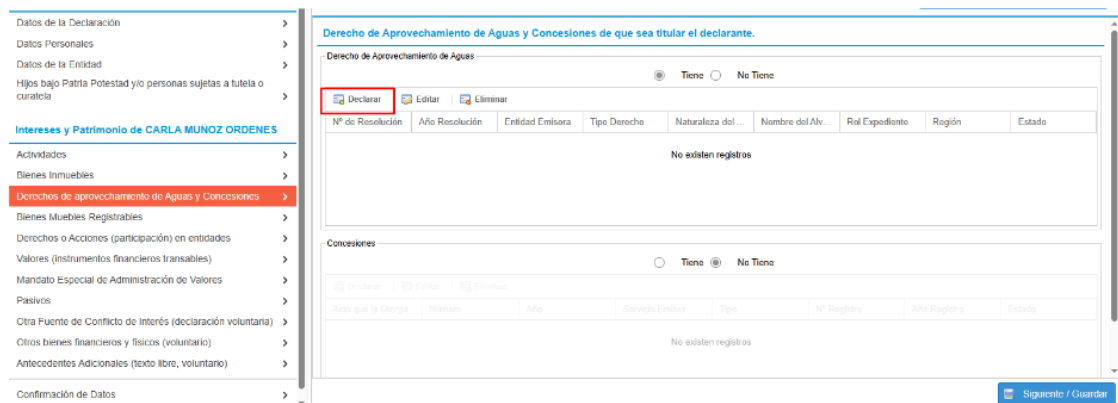 Datos de la Declaración
Datos Personales
Datos de la Entidad
Hijos bajo Patria Potestad y/o personas sujetas a tutela o
curatela
Intereses y Patrimonio de CARLA MUÑOZ ORDENES
Actividades
Bienes Inmuebles
Derechos de aprovechamiento de Aguas y Concesiones
Bienes Muebles Registrables
Derechos o Acciones (participación) en entidades
Valores (instrumentos financieros transables)
Mandato Especial de Administración de Valores
Pasivos
Otra Fuente de Conflicto de Interés (declaración voluntaria)
Otros bienes financieros y físicos (voluntario)
Antecedentes Adicionales (texto libre, voluntario)
Confirmación de Datos
Derecho de Aprovechamiento de Aguas y Concesiones de que sea titular el declarante.
Derecho de Aprovechamiento de Aguas
Tiene No Tiene
Declarar Editar Eliminar
Nº de Resolución Año Resolución Entidad Emisora Tipo Derecho Naturaleza del ... Nombre del Alv... Rol Expediente Región Estado
No existen registros
Concesiones
Tiene No Tiene
Declarar Editar Eliminar
Acto que la Otorga Número Año Servicio Emisor Tipo Nº Registro Año Registro Estado
No existen registros
Siguiente / Guardar